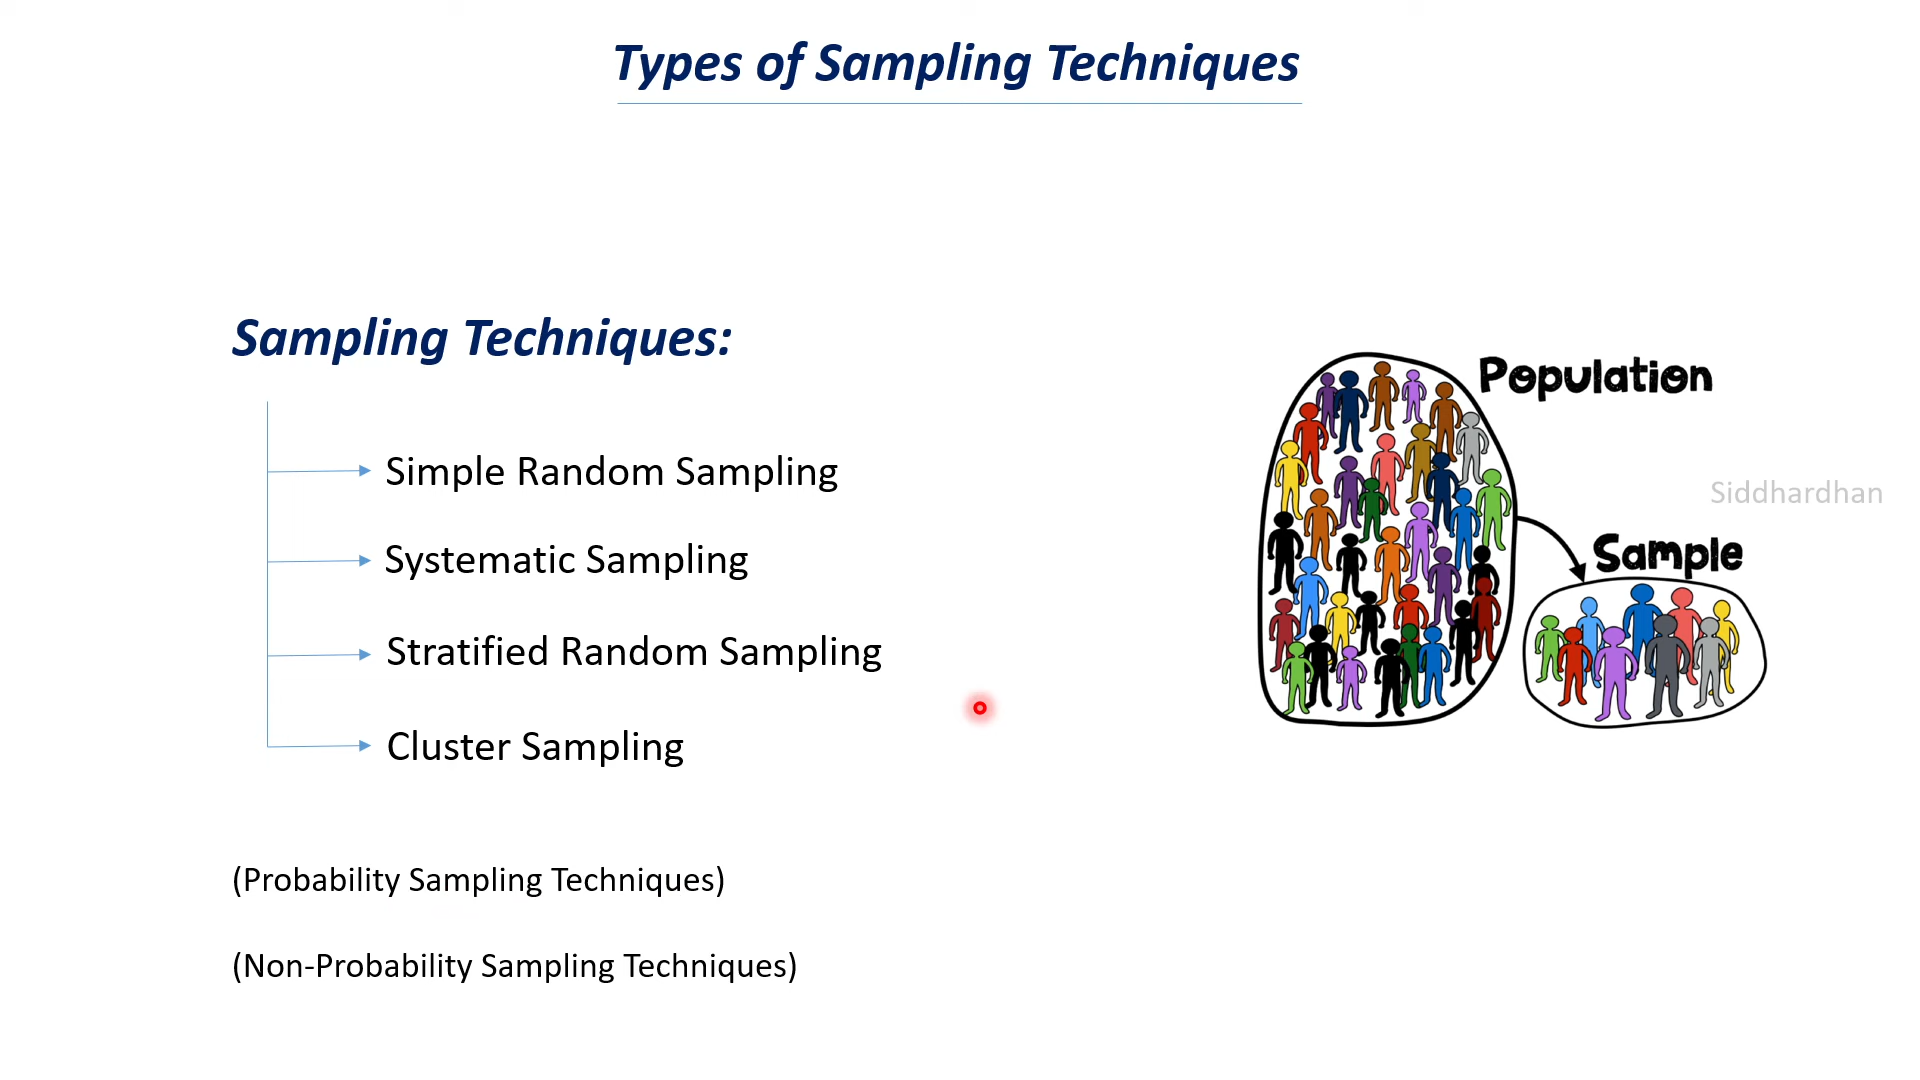 Types of Sampling Techniques
Sampling Techniques:
Simple Random Sampling
Systematic Sampling
Stratified Random Sampling
Cluster Sampling
(Probability Sampling Techniques)
(Non-Probability Sampling Techniques)
Population
Siddhardhan
Sample